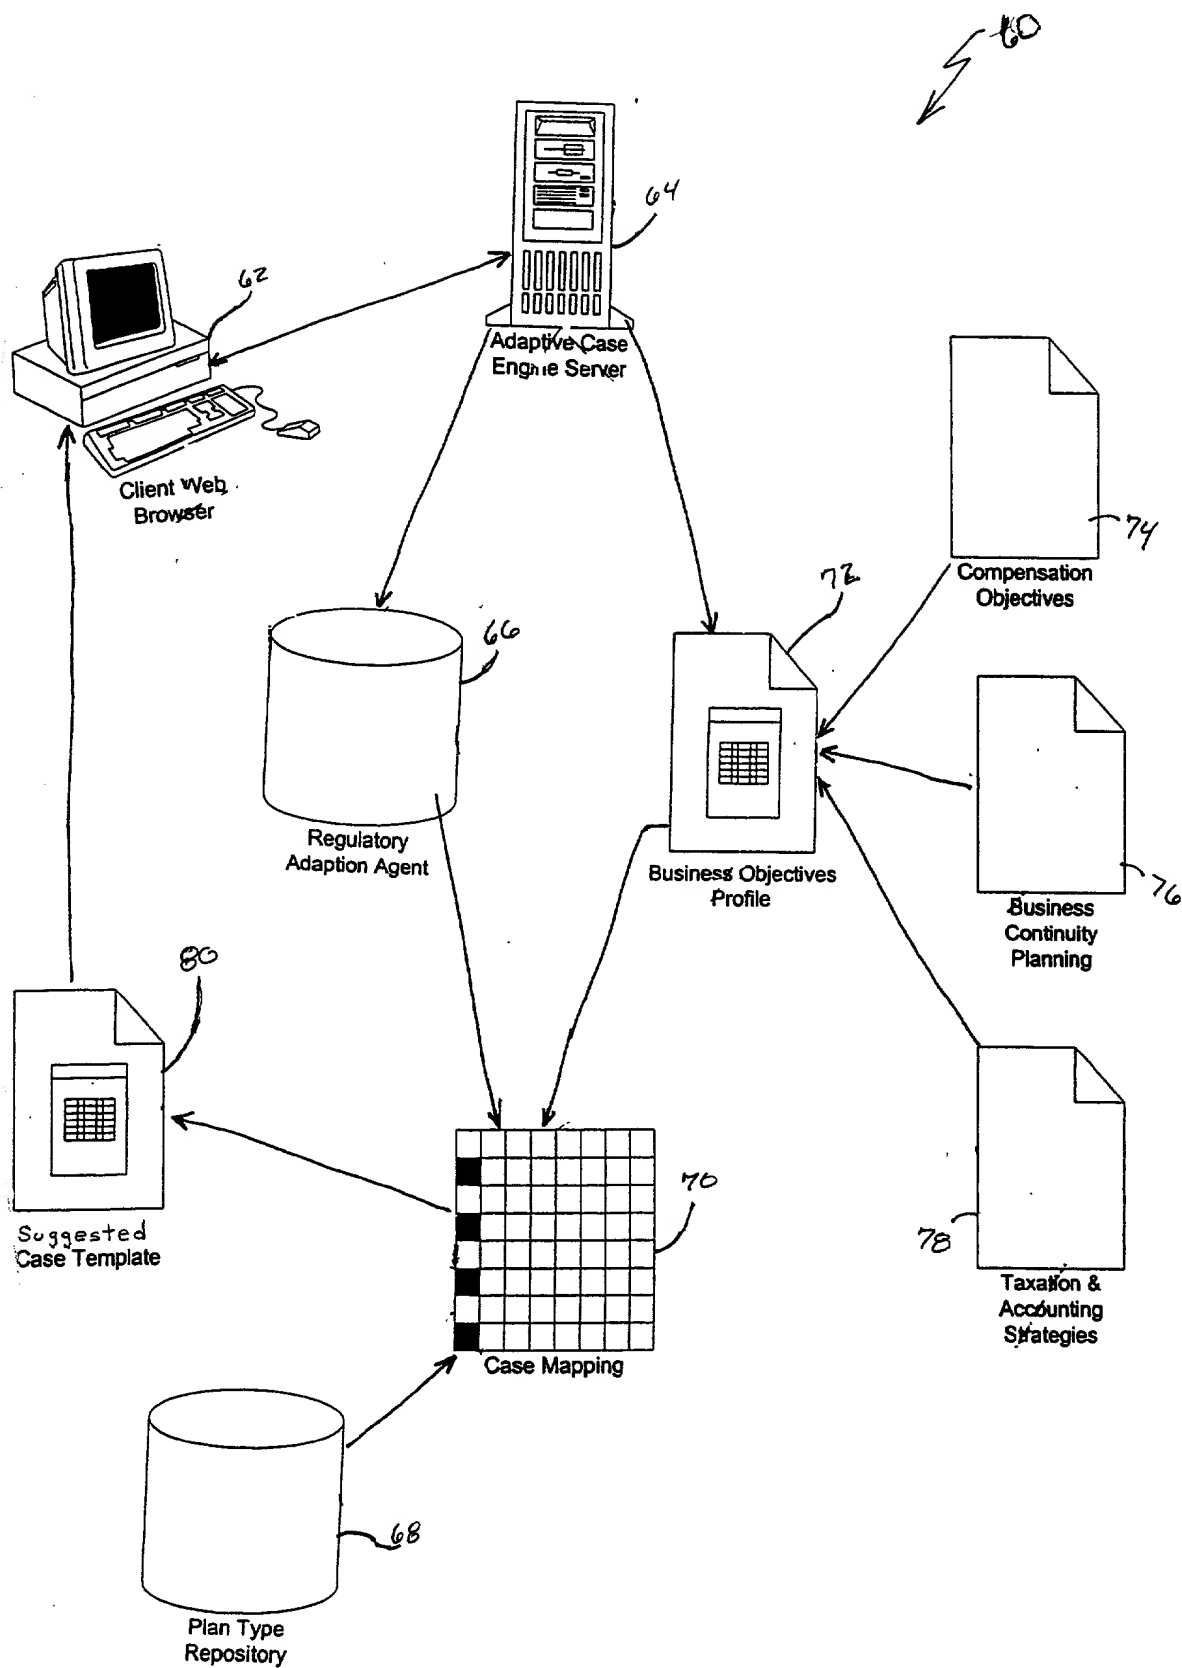 60
64
62
Adaptive Case
Engine Server
Client Web
Browser
74
Compensation
Objectives
72
66
Regulatory
Adaption Agent
Business Objectives
Profile
76
Business
Continuity
Planning
80
70
78
Suggested
Case Template
Taxation &
Accounting
Strategies
Case Mapping
68
Plan Type
Repository